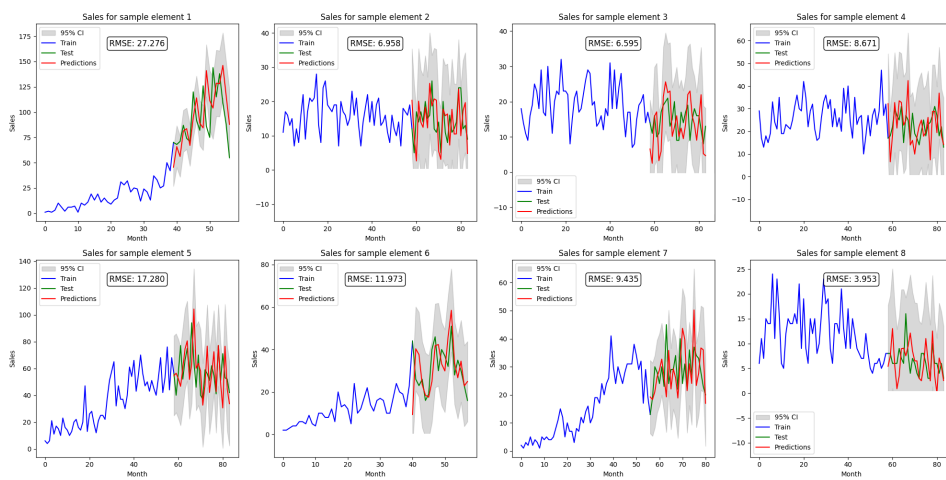 Sales for sample element 1
RMSE: 27.276
95% CI
Train
Test
Predictions
Sales
175
150
125
100
75
50
25
0
0 10 20 30 40 50
Month
Sales for sample element 2
RMSE: 6.958
95% CI
Train
Test
Predictions
Sales
40
30
20
10
0
−10
0 20 40 60 80
Month
Sales for sample element 3
RMSE: 6.595
95% CI
Train
Test
Predictions
Sales
40
30
20
10
0
−10
0 20 40 60 80
Month
Sales for sample element 4
RMSE: 8.671
95% CI
Train
Test
Predictions
Sales
60
50
40
30
20
10
0
−10
0 20 40 60 80
Month
Sales for sample element 5
RMSE: 17.280
95% CI
Train
Test
Predictions
Sales
140
120
100
80
60
40
20
0
0 20 40 60 80
Month
Sales for sample element 6
RMSE: 11.973
95% CI
Train
Test
Predictions
Sales
80
60
40
20
0
0 10 20 30 40 50
Month
Sales for sample element 7
RMSE: 9.435
95% CI
Train
Test
Predictions
Sales
70
60
50
40
30
20
10
0
0 10 20 30 40 50 60 70 80
Month
Sales for sample element 8
RMSE: 3.953
95% CI
Train
Test
Predictions
Sales
25
20
15
10
5
0
−5
−10
0 20 40 60 80
Month